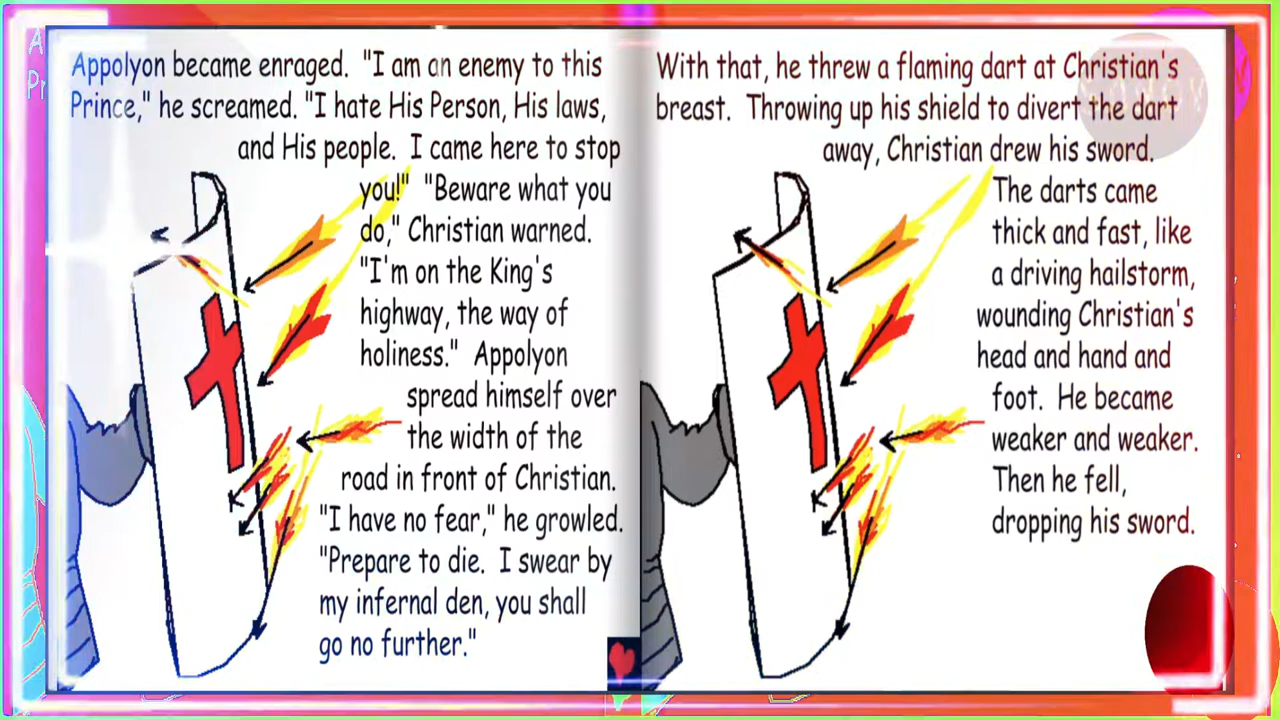 Appolyon became enraged. "I am an enemy to this
Prince," he screamed. "I hate His Person, His laws,
and His people. I came here to stop
you!" "Beware what you
do," Christian warned.
"I'm on the King's
highway, the way of
holiness." Appolyon
spread himself over
the width of the
road in front of Christian.
"I have no fear," he growled.
"Prepare to die. I swear by
my infernal den, you shall
go no further."
With that, he threw a flaming dart at Christian's
breast. Throwing up his shield to divert the dart
away, Christian drew his sword.
The darts came
thick and fast, like
a driving hailstorm,
wounding Christian's
head and hand and
foot. He became
weaker and weaker.
Then he fell,
dropping his sword.